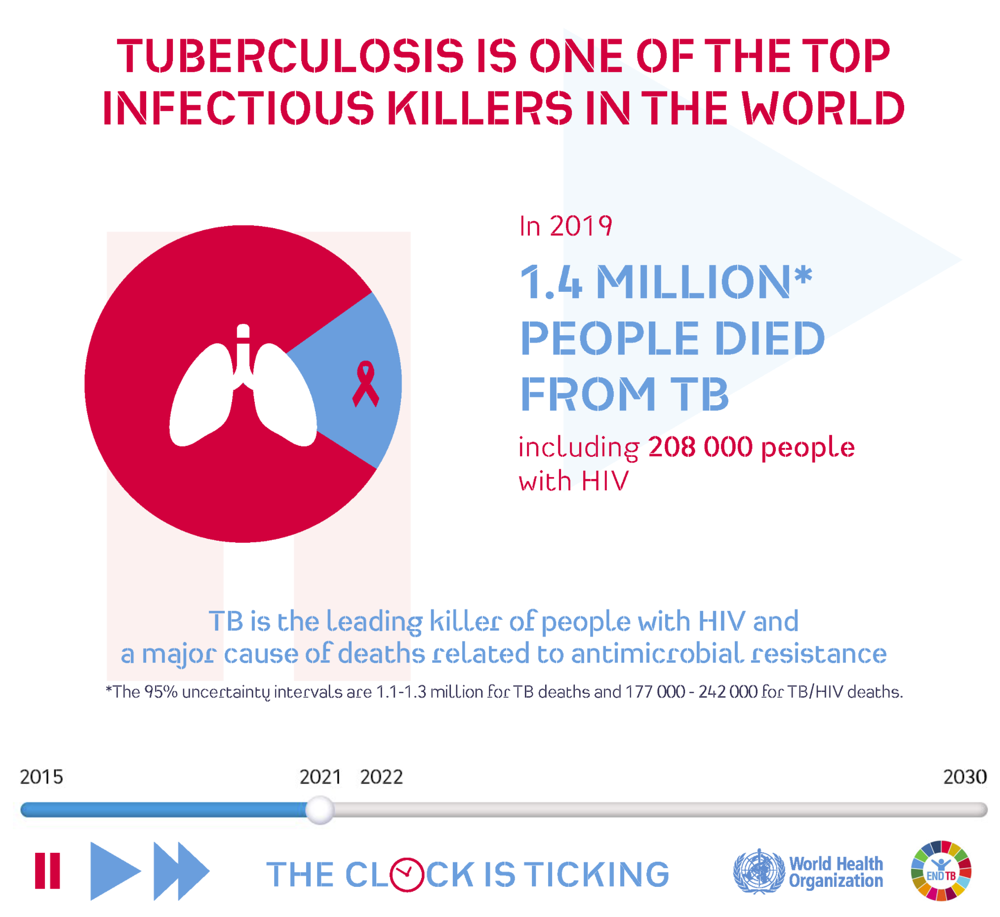 TUBERCULOSIS IS ONE OF THE TOP
INFECTIOUS KILLERS IN THE WORLD
In 2019
1.4 MILLION*
PEOPLE DIED
FROM TB
including 208 000 people
with HIV
TB is the leading killer of people with HIV and
a major cause of deaths related to antimicrobial resistance
*The 95% uncertainty intervals are 1.1-1.3 million for TB deaths and 177 000 - 242 000 for TB/HIV deaths.
2015 2021 2022 2030
THE CLOCK IS TICKING
World Health
Organization
END TB